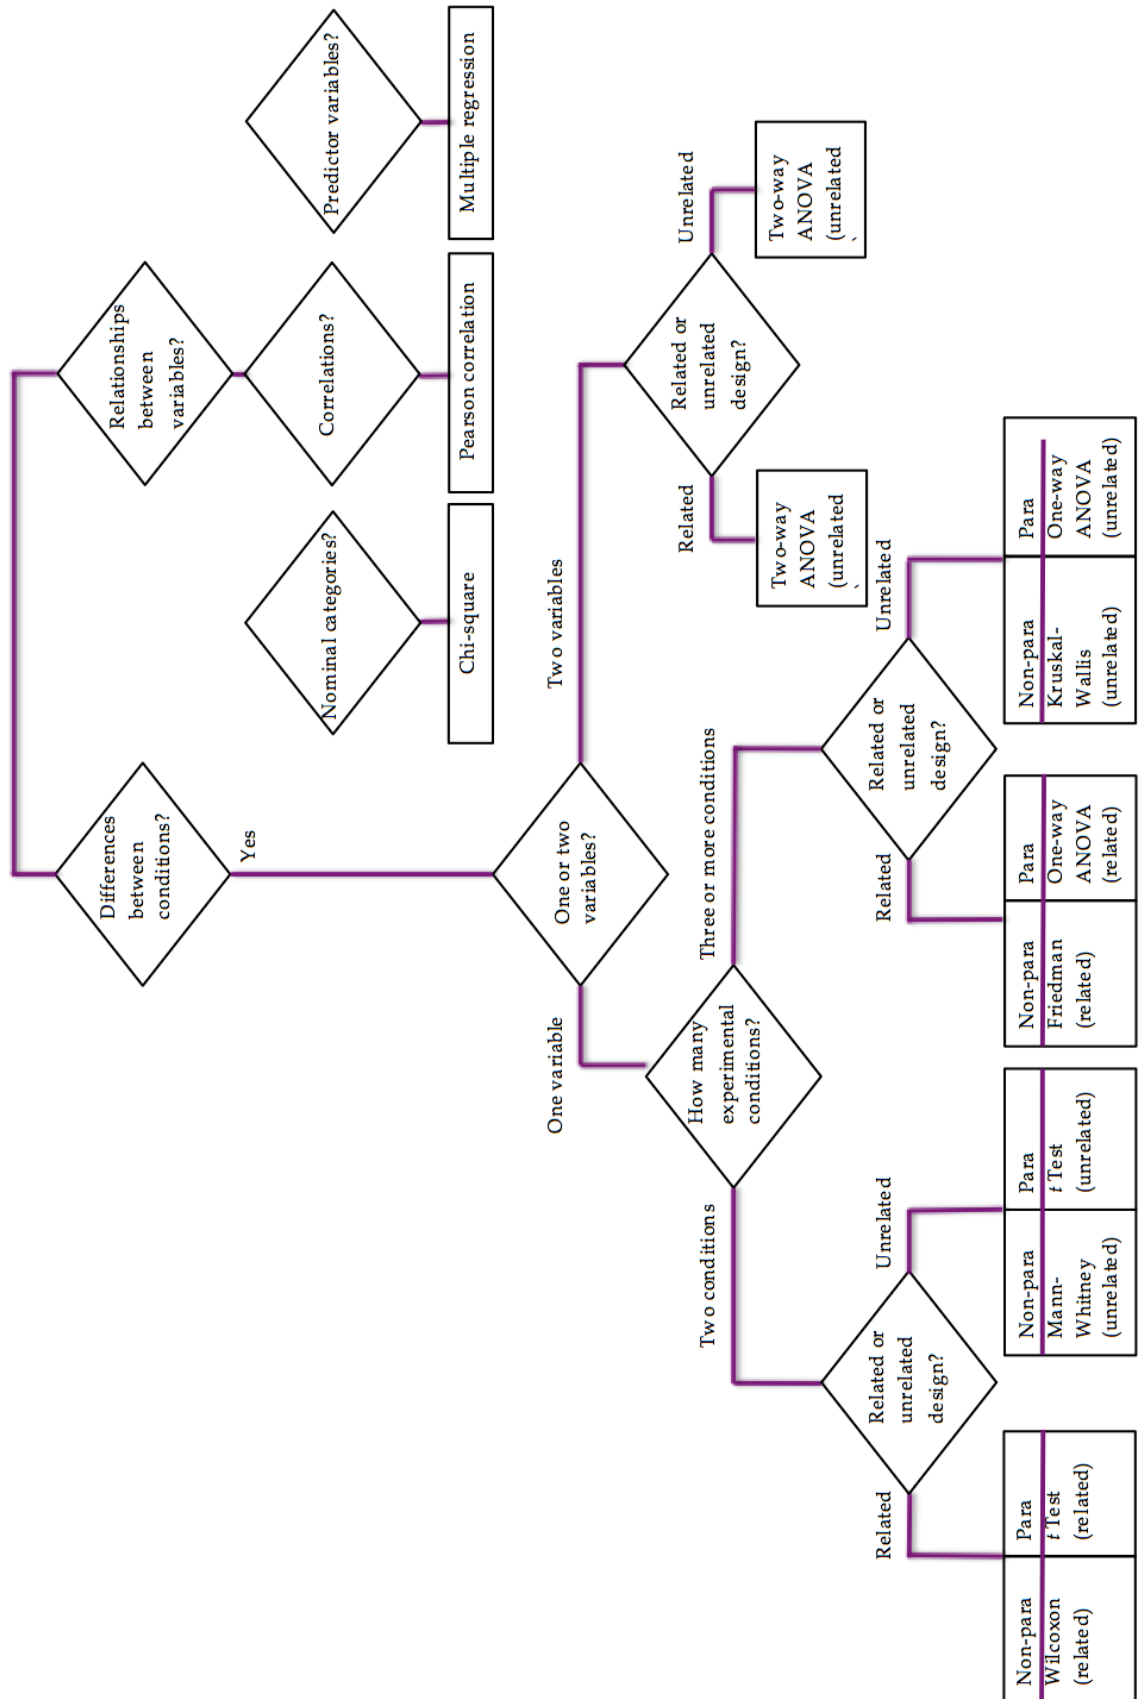 Differences
between
conditions?
Relationships
between
variables?
Yes
Nominal categories?
Correlations?
Predictor variables?
Chi-square
Pearson correlation
Multiple regression
One or two
variables?
One variable
Two variables
How many
experimental
conditions?
Related or
unrelated
design?
Two conditions
Three or more conditions
Related
Unrelated
Two-way
ANOVA
(unrelated
`
Two-way
ANOVA
(unrelated
`
Related or
unrelated
design?
Related or
unrelated
design?
Related
Unrelated
Related
Unrelated
Non-para
Wilcoxon
(related)
Para
t Test
(related)
Non-para
Mann-
Whitney
(unrelated)
Para
t Test
(unrelated)
Non-para
Friedman
(related)
Para
One-way
ANOVA
(related)
Non-para
Kruskal-
Wallis
(unrelated)
Para
One-way
ANOVA
(unrelated)